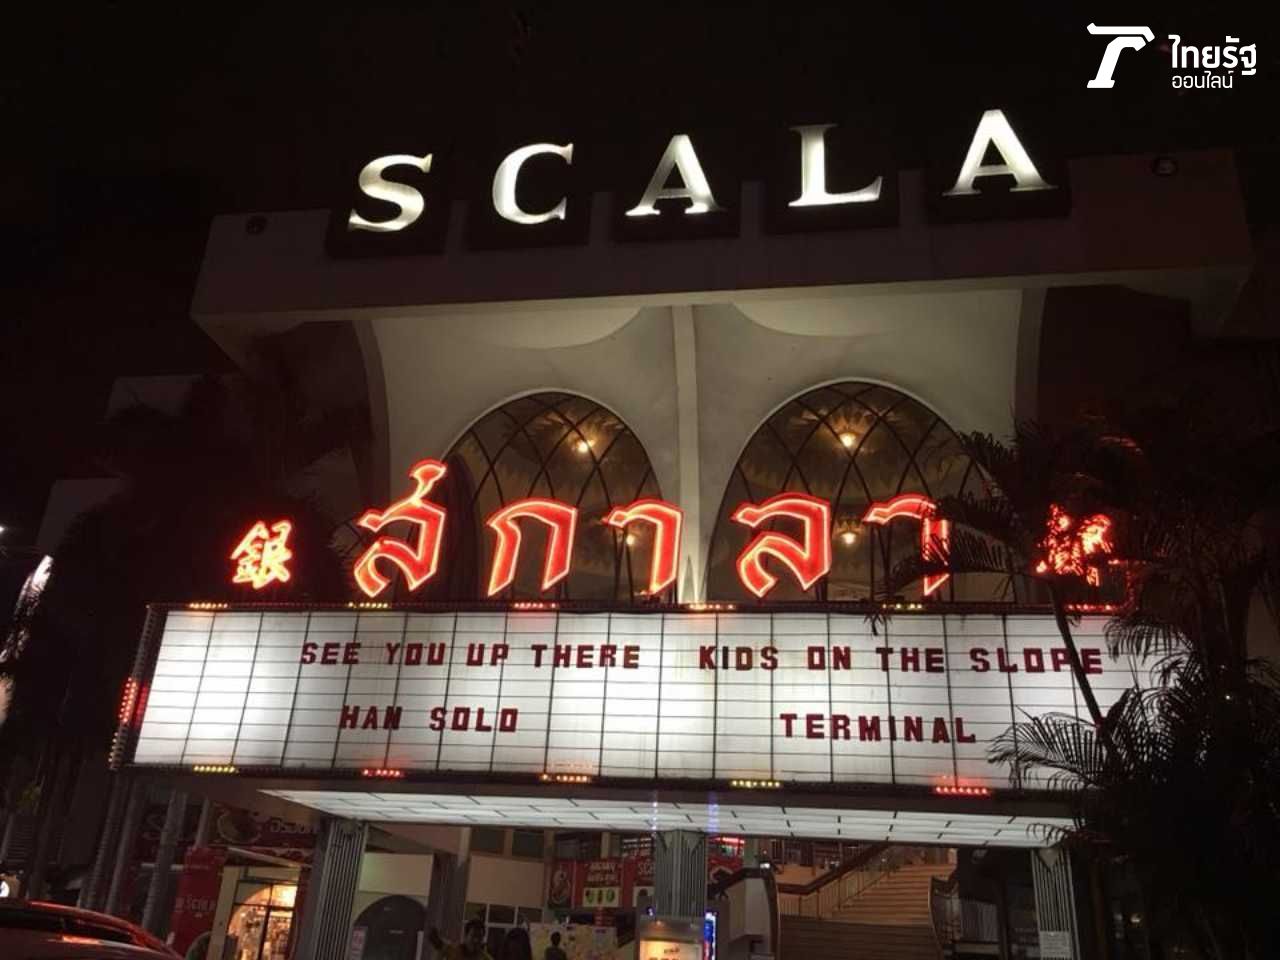 ไทยรัฐ
ออนไลน์
SCALA
銀 สกาลา
SEE YOU UP THERE KIDS ON THE SLOPE
HAN SOLO TERMINAL